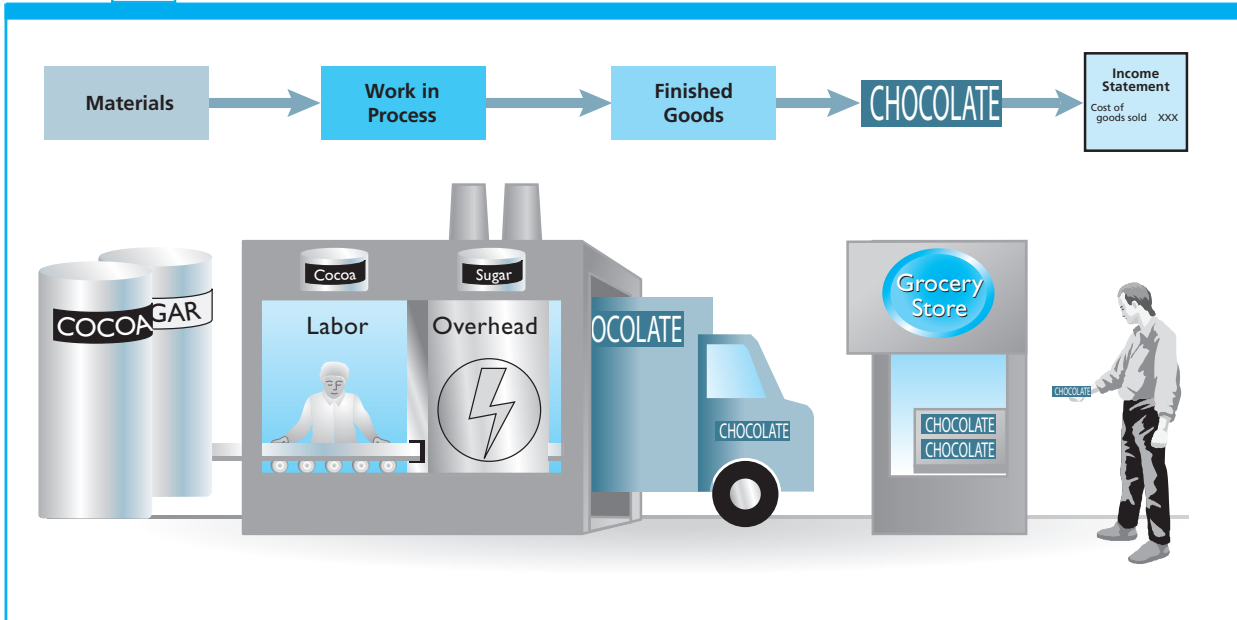 Materials
Work in
Process
Finished
Goods
CHOCOLATE
Income
Statement
Cost of
goods sold XXX
COCOA
GAR
Cocoa
Sugar
Labor
Overhead
OCOLATE
CHOCOLATE
Grocery
Store
CHOCOLATE
CHOCOLATE
CHOCOLATE